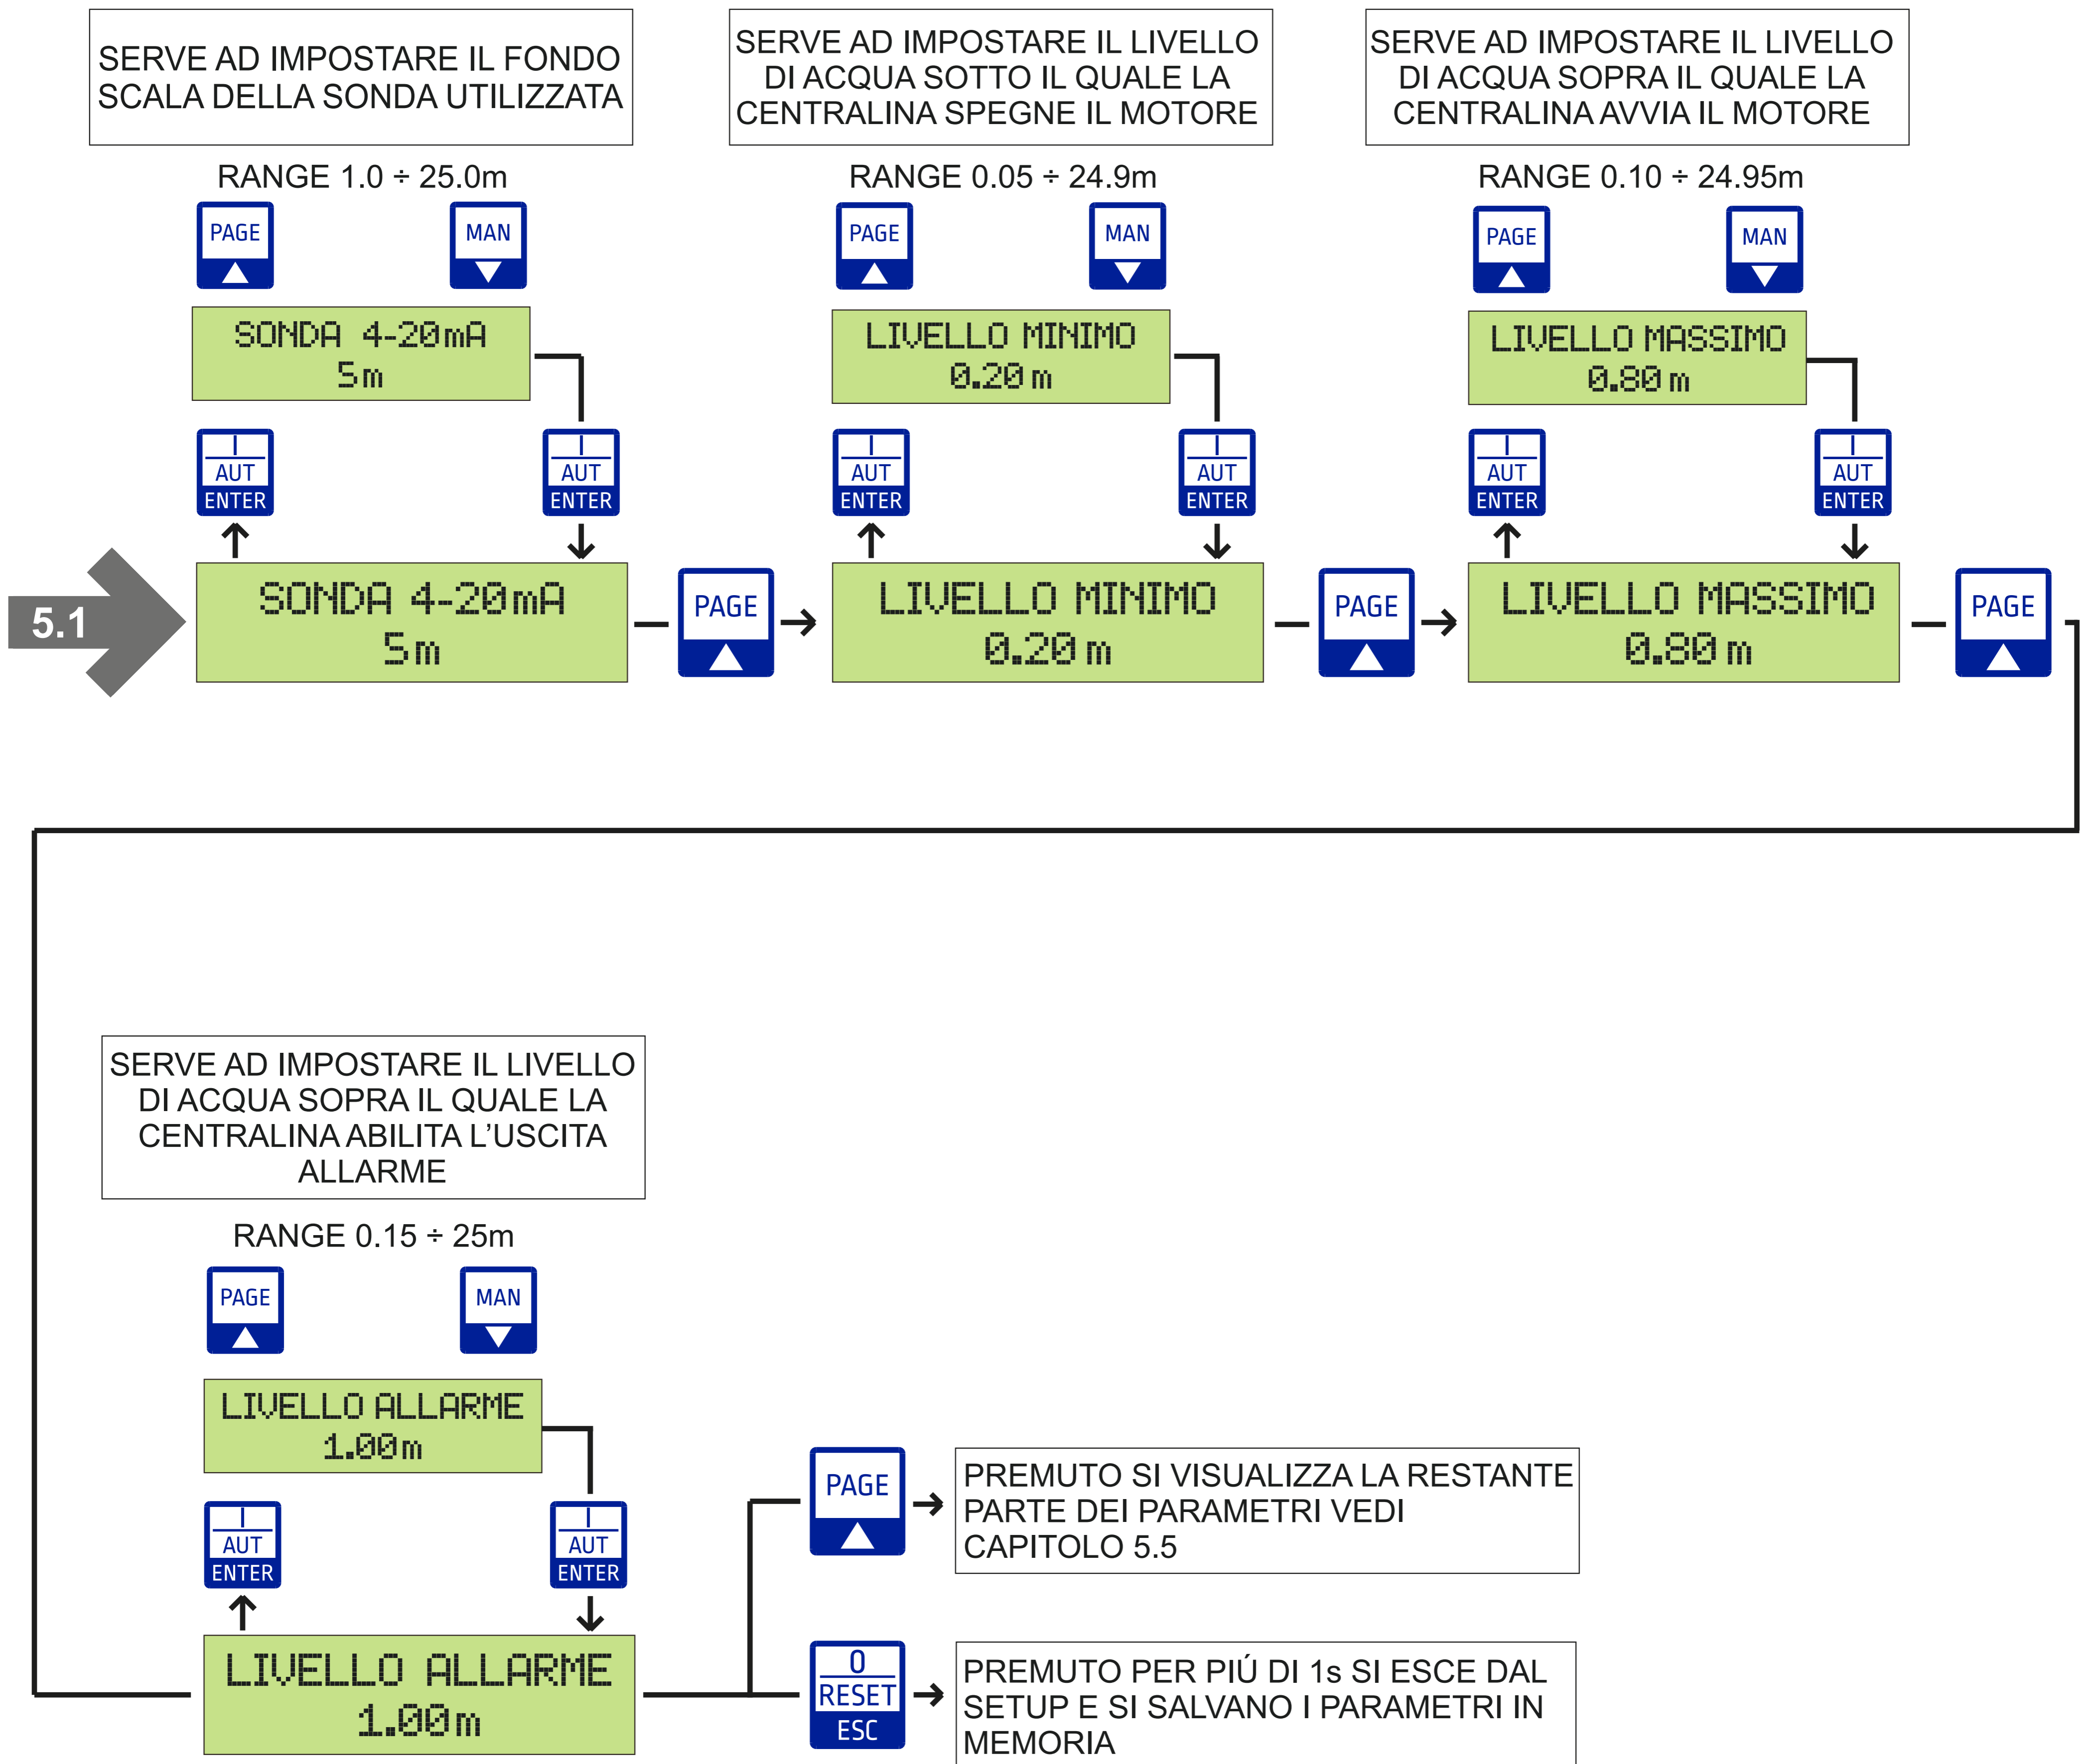 SERVE AD IMPOSTARE IL FONDO
SCALA DELLA SONDA UTILIZZATA
RANGE 1.0 ÷ 25.0m
PAGE
MAN
SONDA 4-20mA
5m
I
AUT
ENTER
I
AUT
ENTER
5.1
SONDA 4-20mA
5m
PAGE
SERVE AD IMPOSTARE IL LIVELLO
DI ACQUA SOTTO IL QUALE LA
CENTRALINA SPEGNE IL MOTORE
RANGE 0.05 ÷ 24.9m
PAGE
MAN
LIVELLO MINIMO
0.20 m
I
AUT
ENTER
I
AUT
ENTER
LIVELLO MINIMO
0.20 m
PAGE
SERVE AD IMPOSTARE IL LIVELLO
DI ACQUA SOPRA IL QUALE LA
CENTRALINA AVVIA IL MOTORE
RANGE 0.10 ÷ 24.95m
PAGE
MAN
LIVELLO MASSIMO
0.80 m
I
AUT
ENTER
I
AUT
ENTER
LIVELLO MASSIMO
0.80 m
PAGE
SERVE AD IMPOSTARE IL LIVELLO
DI ACQUA SOPRA IL QUALE LA
CENTRALINA ABILITA L'USCITA
ALLARME
RANGE 0.15 ÷ 25m
PAGE
MAN
LIVELLO ALLARME
1.00m
I
AUT
ENTER
I
AUT
ENTER
LIVELLO ALLARME
1.00m
PAGE
PREMUTO SI VISUALIZZA LA RESTANTE
PARTE DEI PARAMETRI VEDI
CAPITOLO 5.5
0
RESET
ESC
PREMUTO PER PIÚ DI 1s SI ESCE DAL
SETUP E SI SALVANO I PARAMETRI IN
MEMORIA